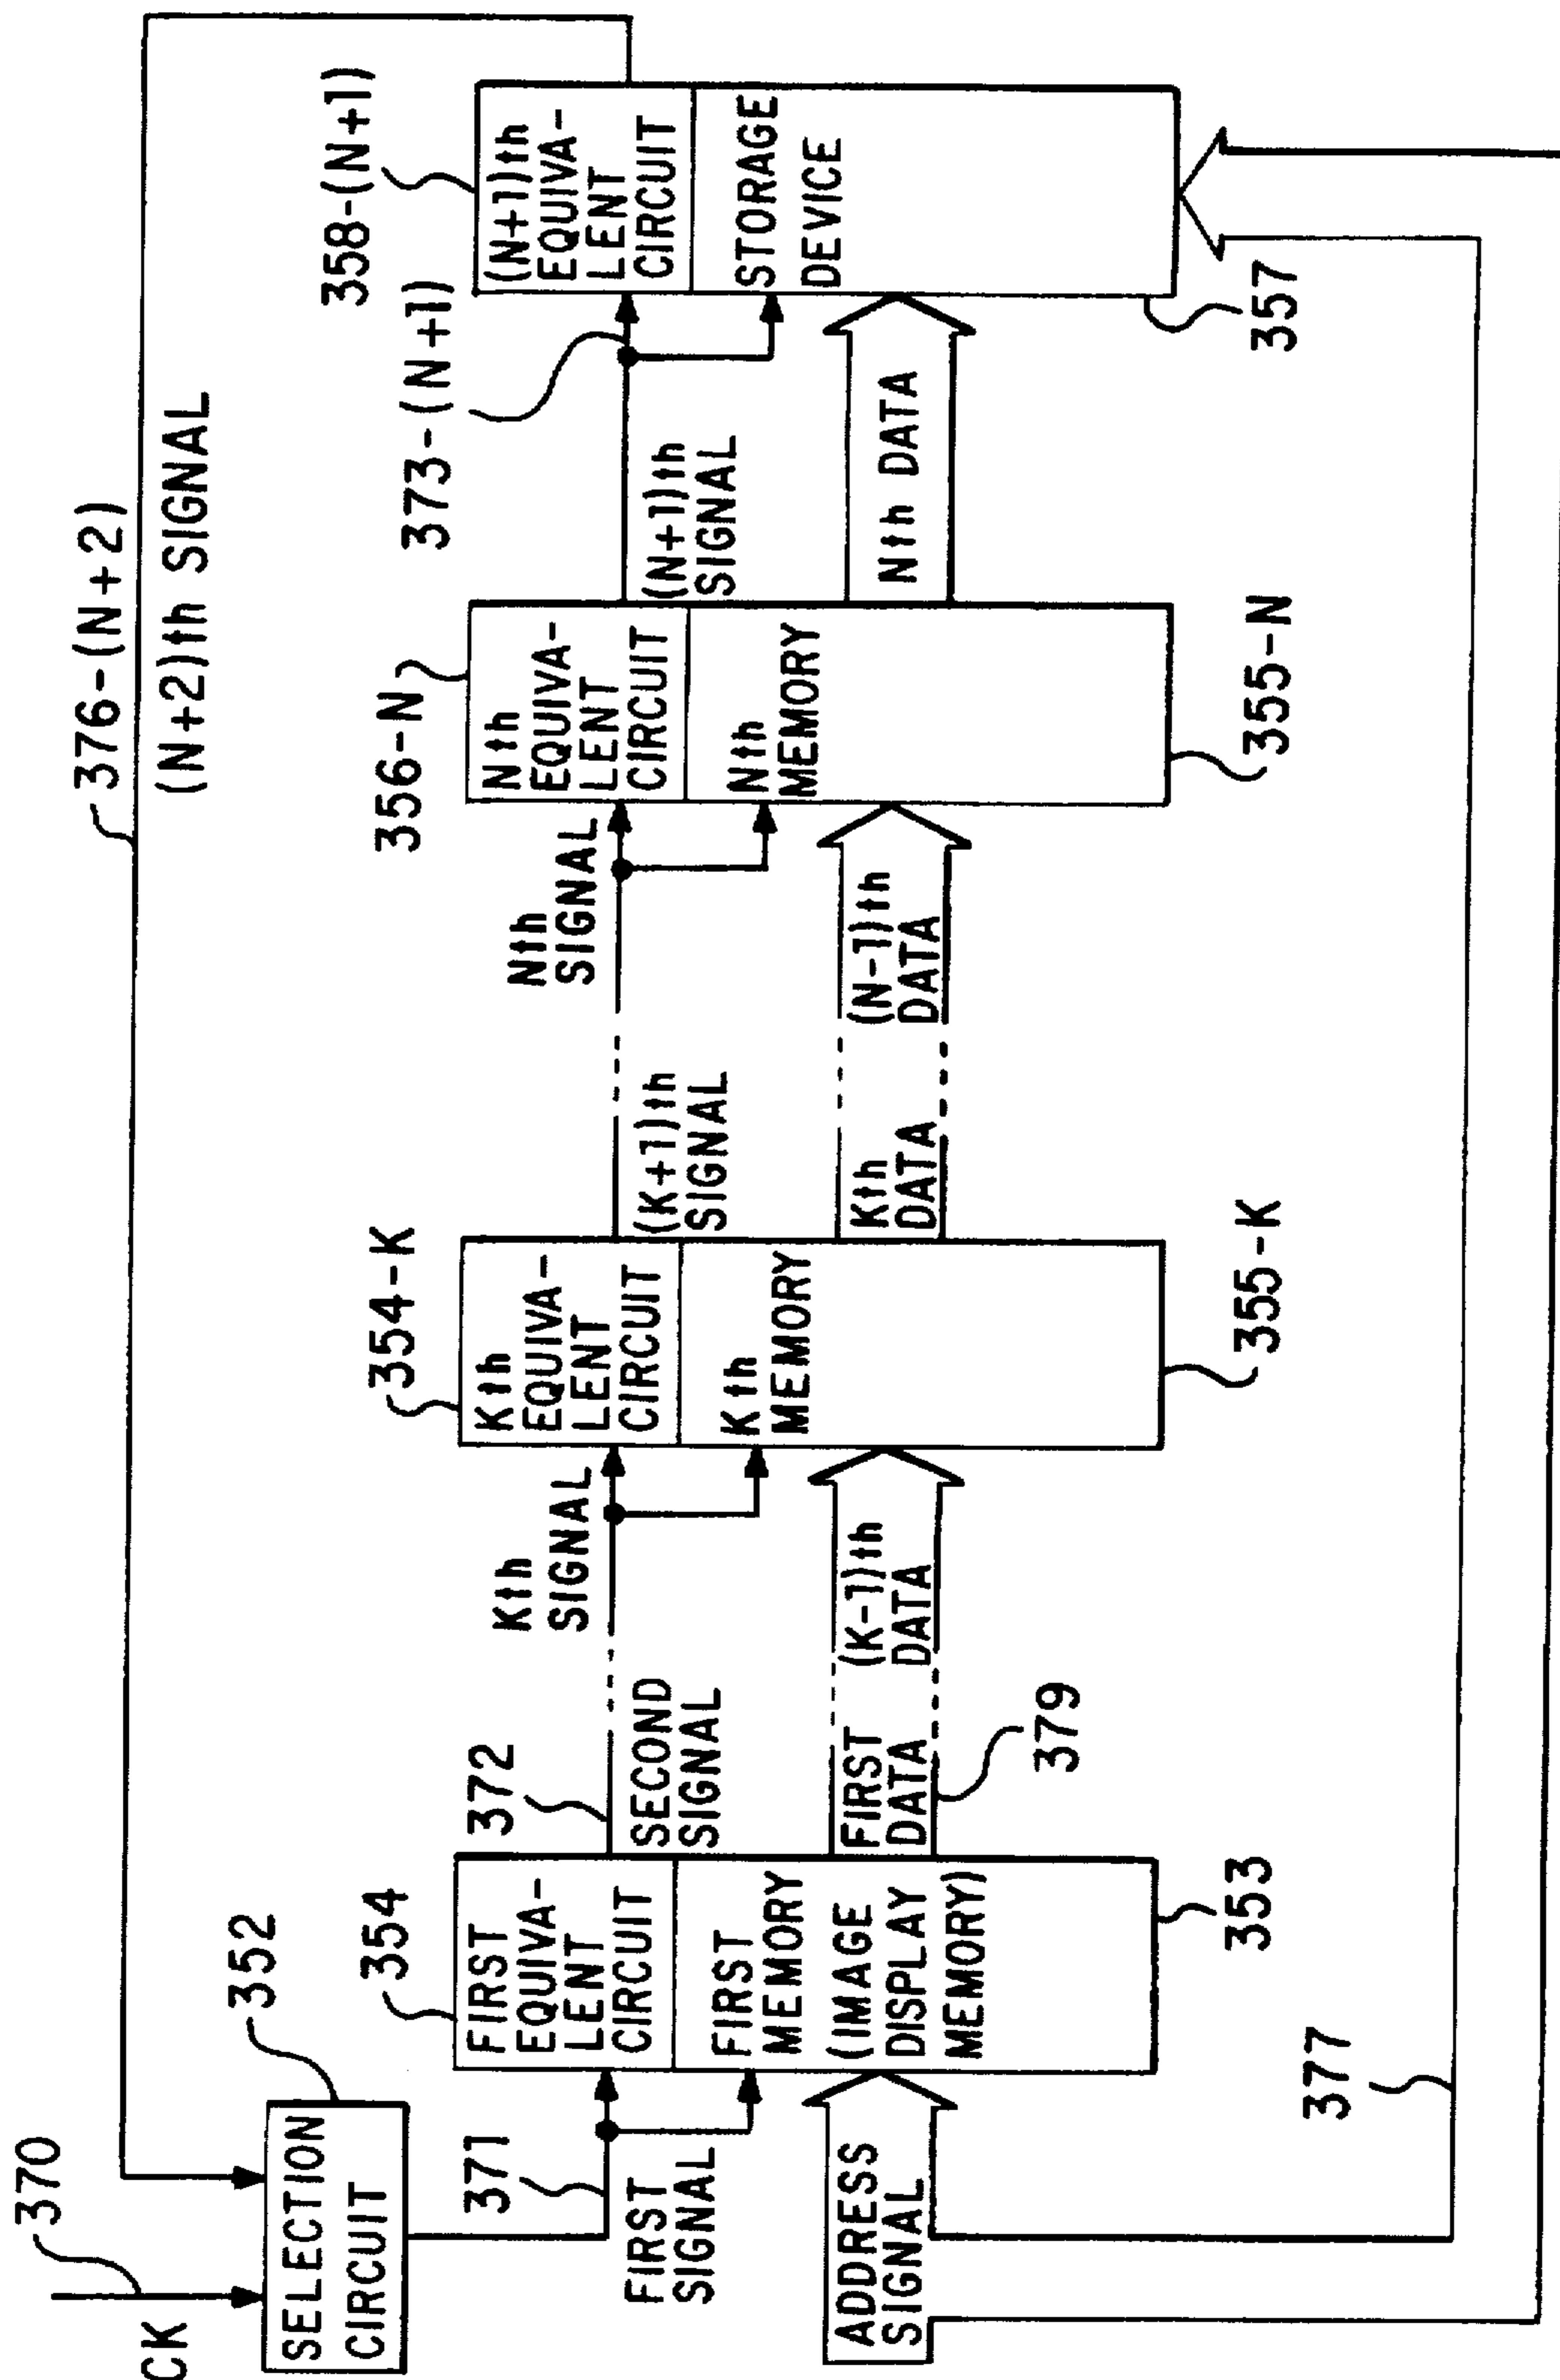 376-(N+2)
(N+2)th SIGNAL
370
CK
352
SELECTION
CIRCUIT
371
FIRST
SIGNAL
354
FIRST
EQUIVA-
LENT
CIRCUIT
FIRST
MEMORY
(IMAGE
DISPLAY
MEMORY)
353
ADDRESS
SIGNAL
377
372
SECOND
SIGNAL
FIRST
DATA
379
Kth
SIGNAL
(K-1)th
DATA
354-K
Kth
EQUIVA-
LENT
CIRCUIT
Kth
MEMORY
355-K
(K+1)th
SIGNAL
Kth
DATA
Nth
SIGNAL
(N-1)th
DATA
356-N
Nth
EQUIVA-
LENT
CIRCUIT
Nth
MEMORY
355-N
(N+1)th
SIGNAL
Nth DATA
373-(N+1)
358-(N+1)
(N+1)th
EQUIVA-
LENT
CIRCUIT
STORAGE
DEVICE
357